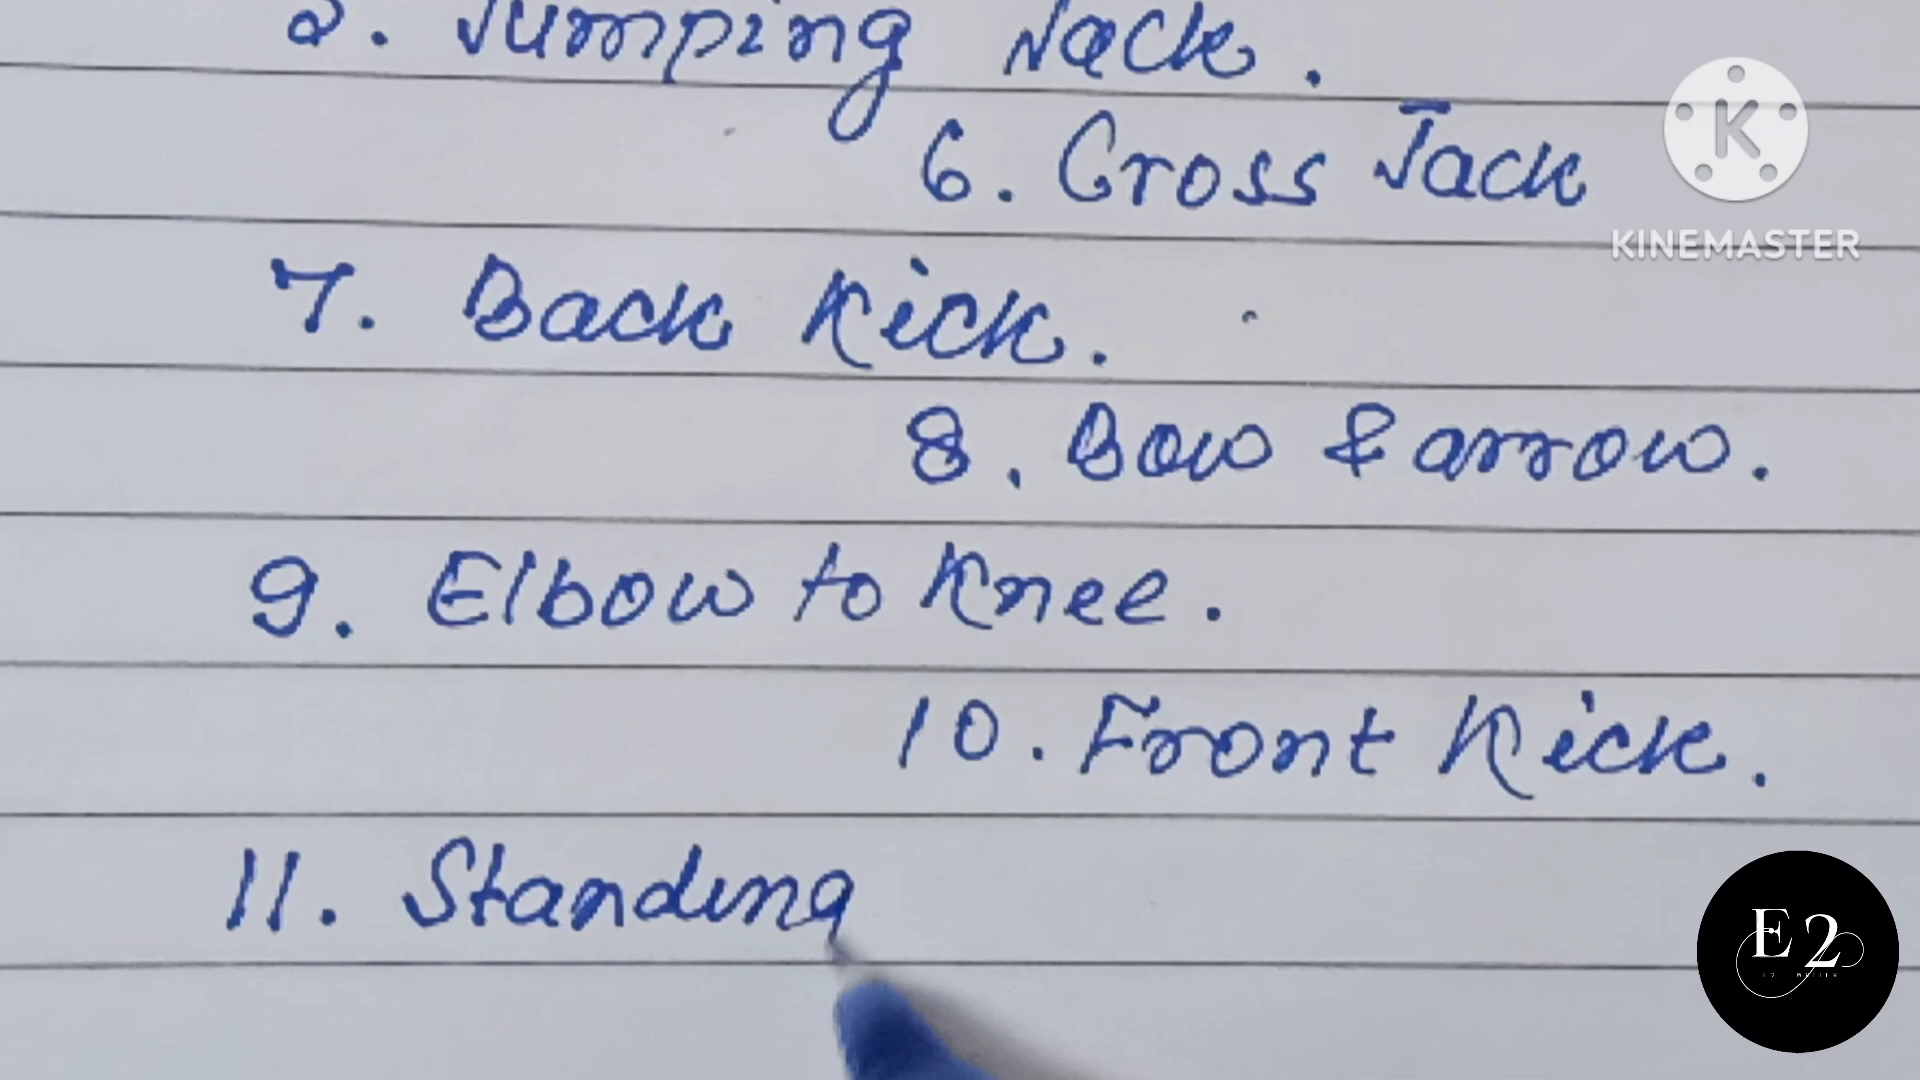 5. Jumping Jack.
6. Cross Jack
7. Back Kick.
8. Bow & arrow.
9. Elbow to Knee.
10. Front Kick.
11. Standing
KINEMASTER
E2